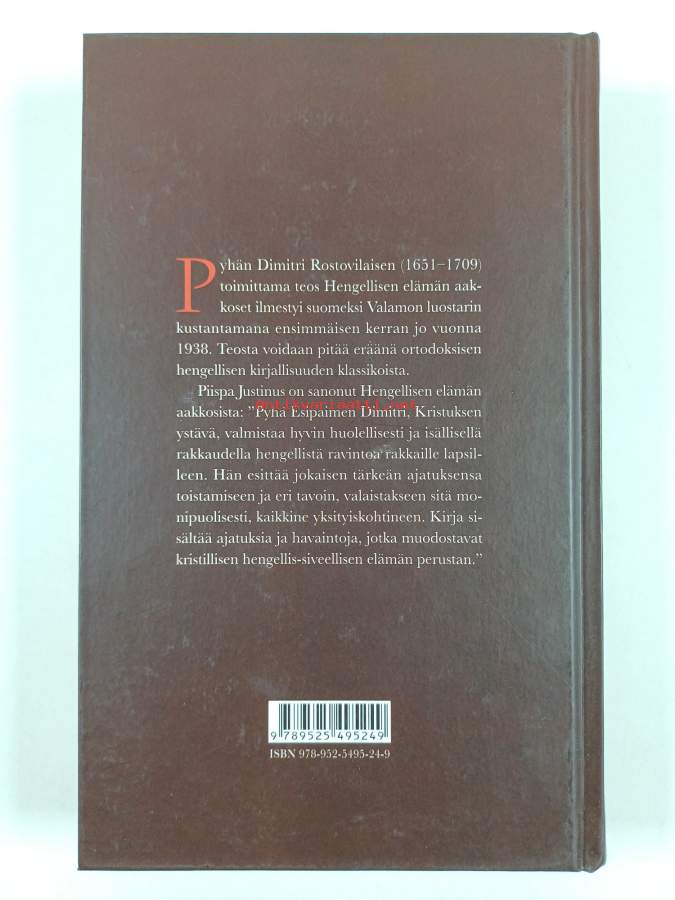 Pyhän Dimitri Rostovilaisen (1651–1709)
toimittama teos Hengellisen elämän aak-
koset ilmestyi suomeksi Valamon luostarin
kustantamana ensimmäisen kerran jo vuonna
1938. Teosta voidaan pitää eräänä ortodoksisen
hengellisen kirjallisuuden klassikoista.
Piispa Justinus on sanonut Hengellisen elämän
aakkosista: ”Pyhä Esipaimen Dimitri, Kristuksen
ystävä, valmistaa hyvin huolellisesti ja isällisellä
rakkaudella hengellistä ravintoa rakkaille lapsil-
leen. Hän esittää jokaisen tärkeän ajatuksensa
toistamiseen ja eri tavoin, valaistakseen sitä mo-
nipuolisesti, kaikkine yksityiskohtineen. Kirja si-
sältää ajatuksia ja havaintoja, jotka muodostavat
kristillisen hengellis-siveellisen elämän perustan.”
9 789525 495249
ISBN 978-952-5495-24-9